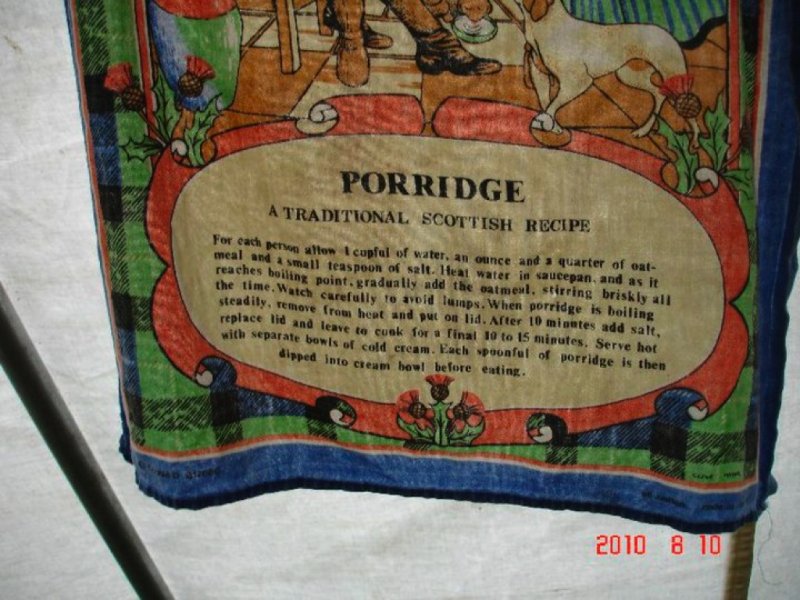 PORRIDGE
A TRADITIONAL SCOTTISH RECIPE
For each person allow 1 cupful of water, an ounce and a quarter of oat-
meal and a small teaspoon of salt. Heat water in saucepan, and as it
reaches boiling point, gradually add the oatmeal, stirring briskly all
the time. Watch carefully to avoid lumps. When porridge is boiling
steadily, remove from heat and put on lid. After 10 minutes add salt,
replace lid and leave to cook for a final 10 to 15 minutes. Serve hot
with separate bowls of cold cream. Each spoonful of porridge is then
dipped into cream bowl before eating.
2010 8 10